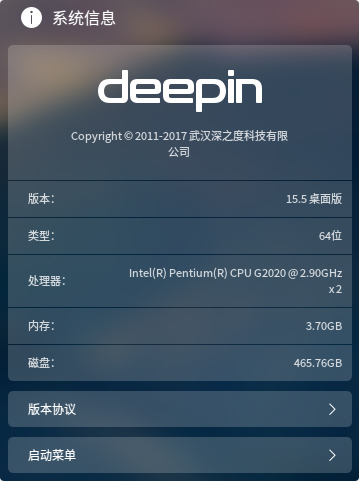 系统信息
deepin
Copyright © 2011-2017 武汉深之度科技有限
公司
版本： 15.5 桌面版
类型： 64位
处理器： Intel(R) Pentium(R) CPU G2020 @ 2.90GHz
x 2
内存： 3.70GB
磁盘： 465.76GB
版本协议
启动菜单